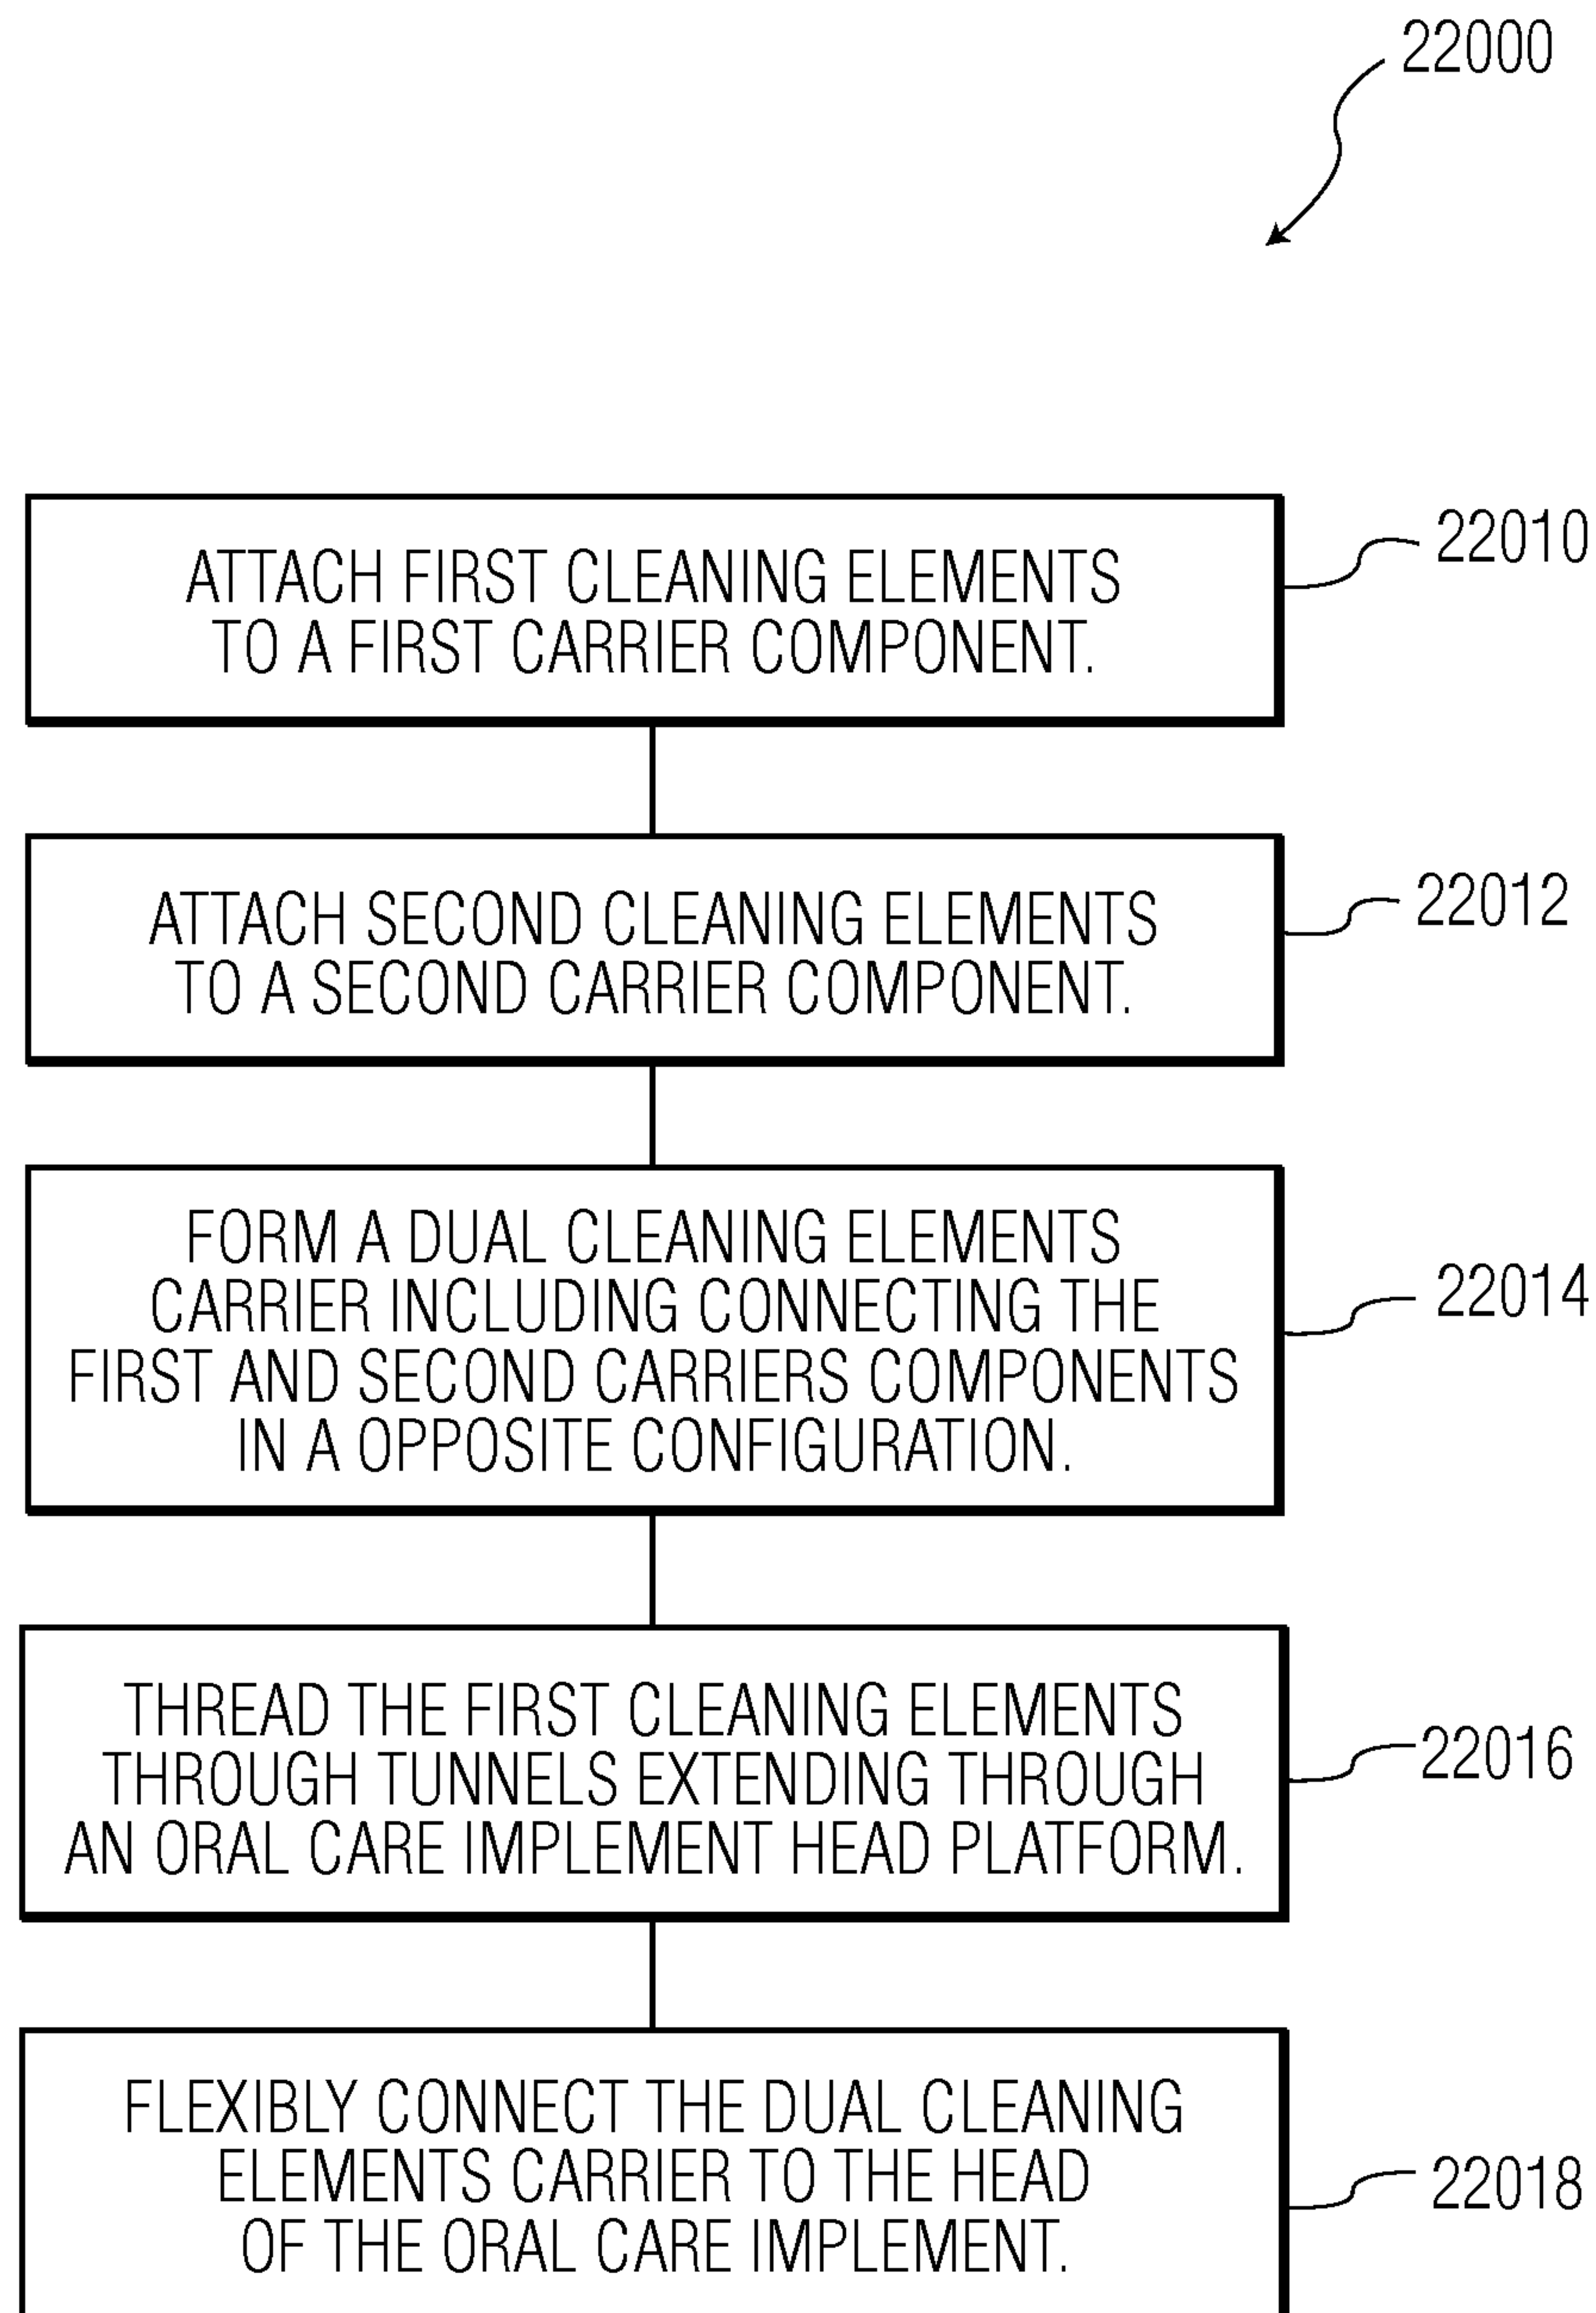 22000
ATTACH FIRST CLEANING ELEMENTS
TO A FIRST CARRIER COMPONENT.
22010
ATTACH SECOND CLEANING ELEMENTS
TO A SECOND CARRIER COMPONENT.
22012
FORM A DUAL CLEANING ELEMENTS
CARRIER INCLUDING CONNECTING THE
FIRST AND SECOND CARRIERS COMPONENTS
IN A OPPOSITE CONFIGURATION.
22014
THREAD THE FIRST CLEANING ELEMENTS
THROUGH TUNNELS EXTENDING THROUGH
AN ORAL CARE IMPLEMENT HEAD PLATFORM.
22016
FLEXIBLY CONNECT THE DUAL CLEANING
ELEMENTS CARRIER TO THE HEAD
OF THE ORAL CARE IMPLEMENT.
22018